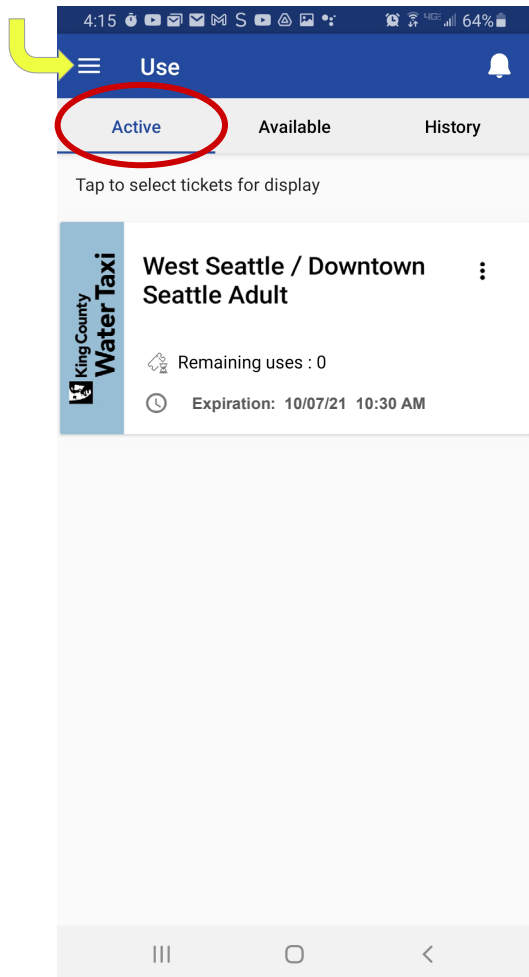 4:15 64%
Use
Active Available History
Tap to select tickets for display
King County
Water Taxi
West Seattle / Downtown
Seattle Adult
Remaining uses : 0
Expiration: 10/07/21 10:30 AM